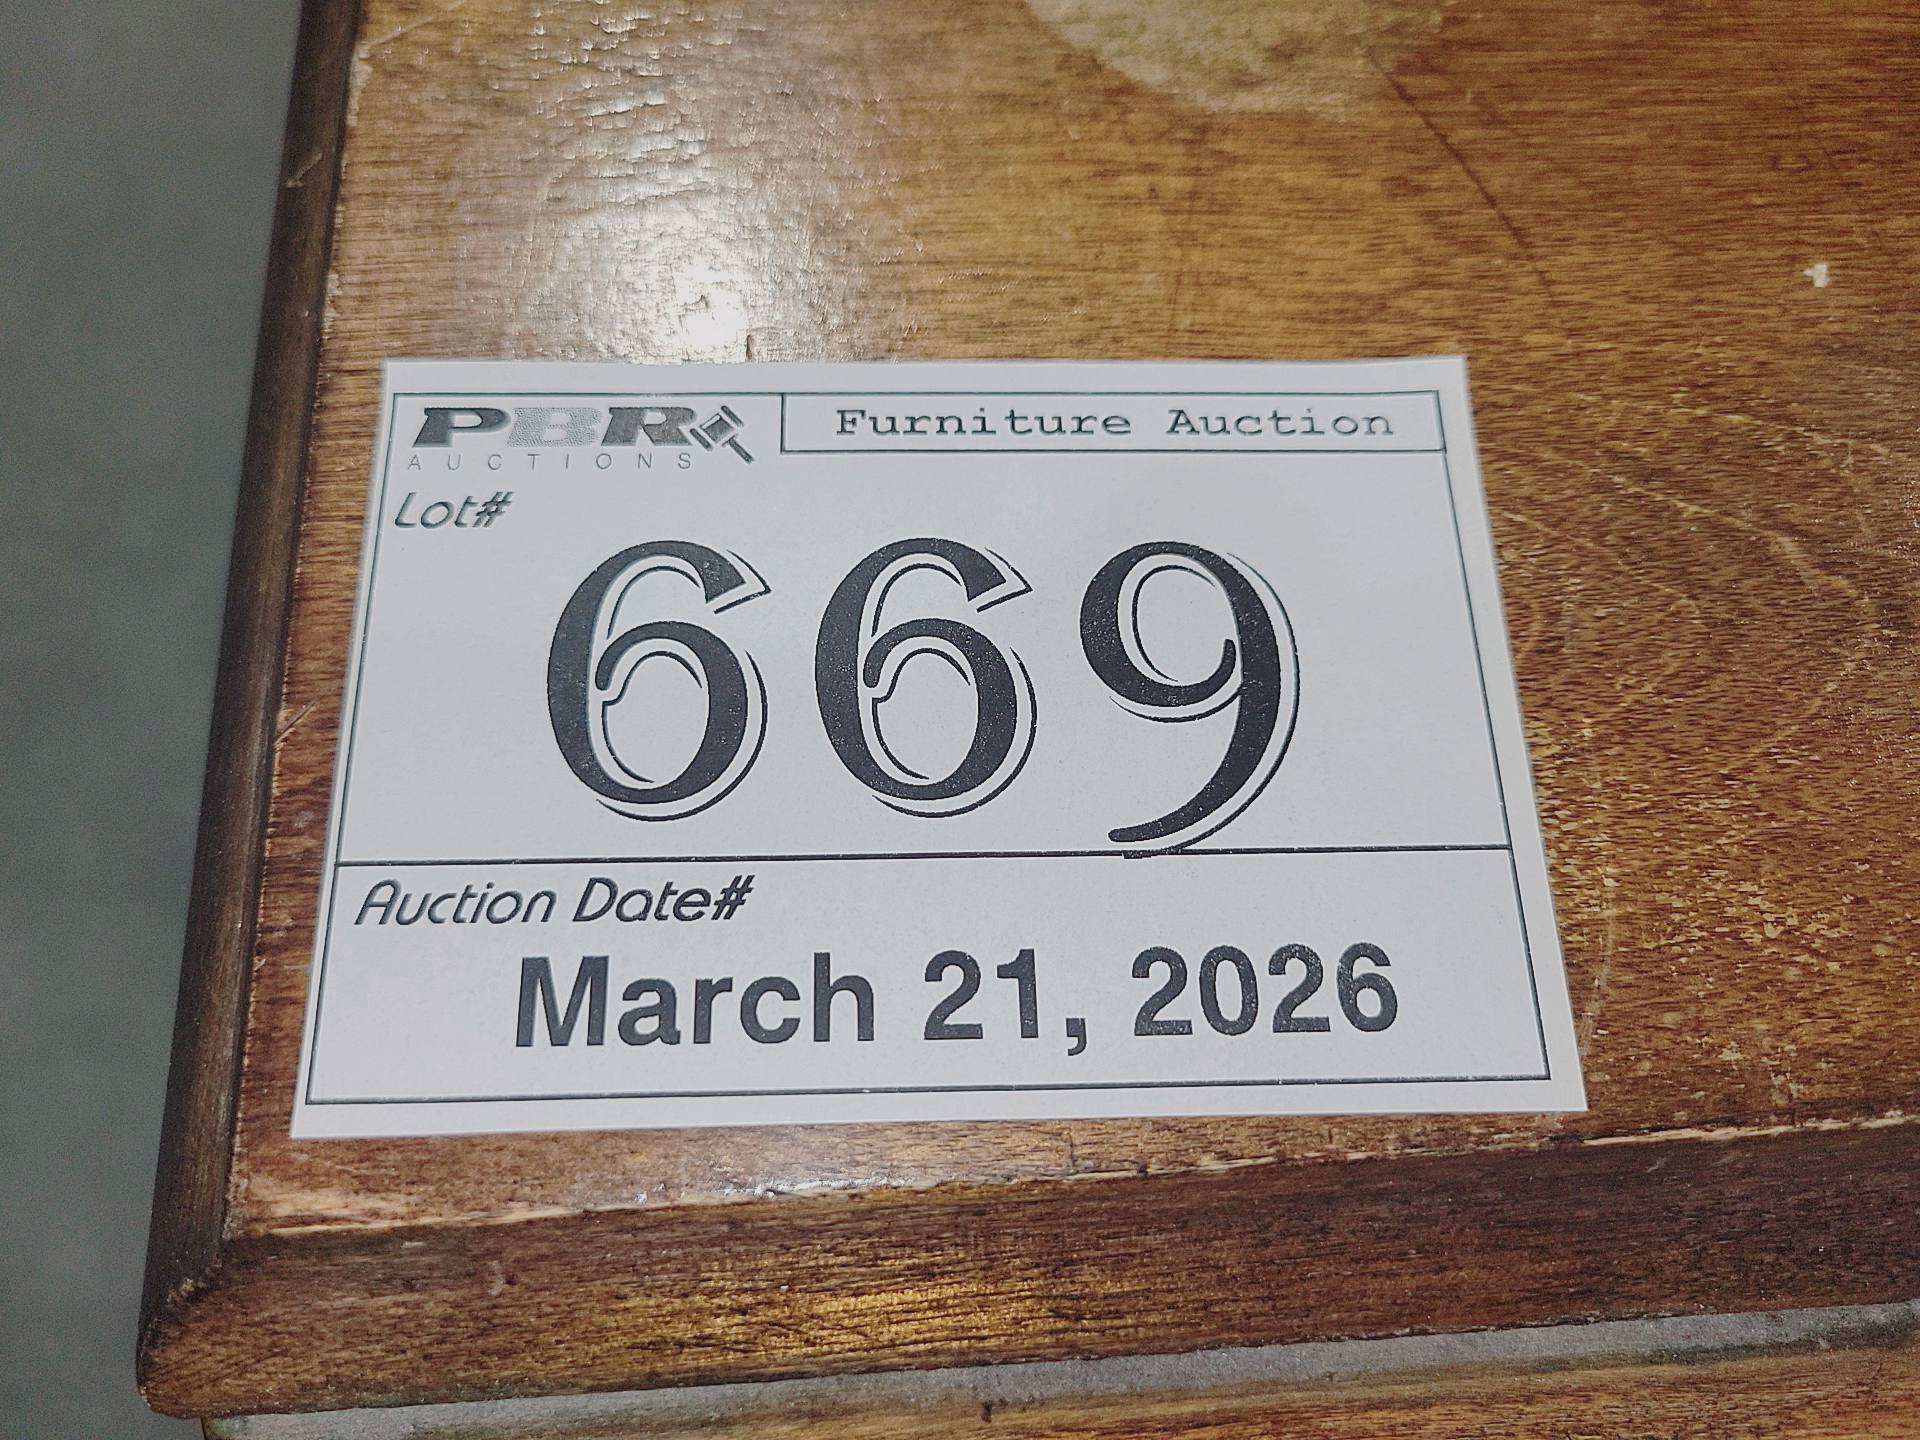 PBR
AUCTIONS
Furniture Auction
Lot#
669
Auction Date#
March 21, 2026